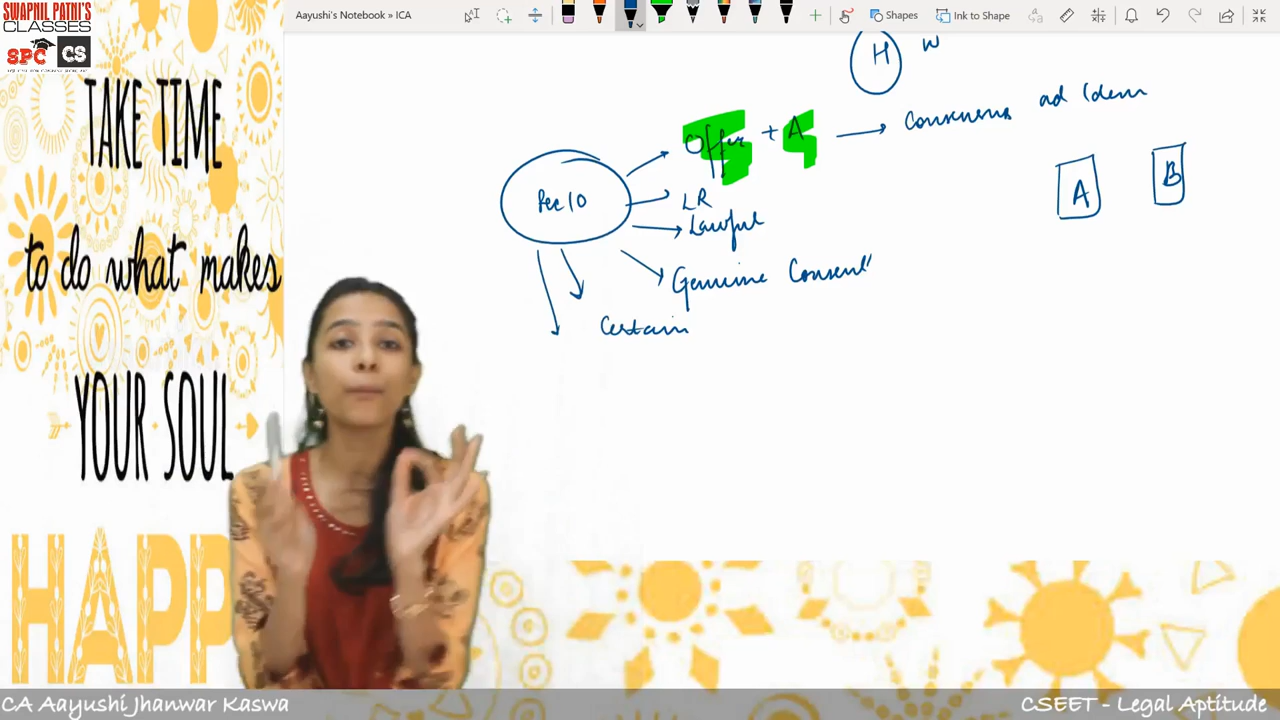 SWAPNIL PATNI'S
CLASSES
SPC CS
TAKE TIME
to do what makes
YOUR SOUL
HAPP
Aayushi's Notebook » ICA
Shapes
Ink to Shape
H W
Offer + A → Consensus ad Idem
Sec 10
LR
Lawful
A B
Genuine Consent
Certain
CA Aayushi Jhanwar Kaswa
CSEET - Legal Aptitude